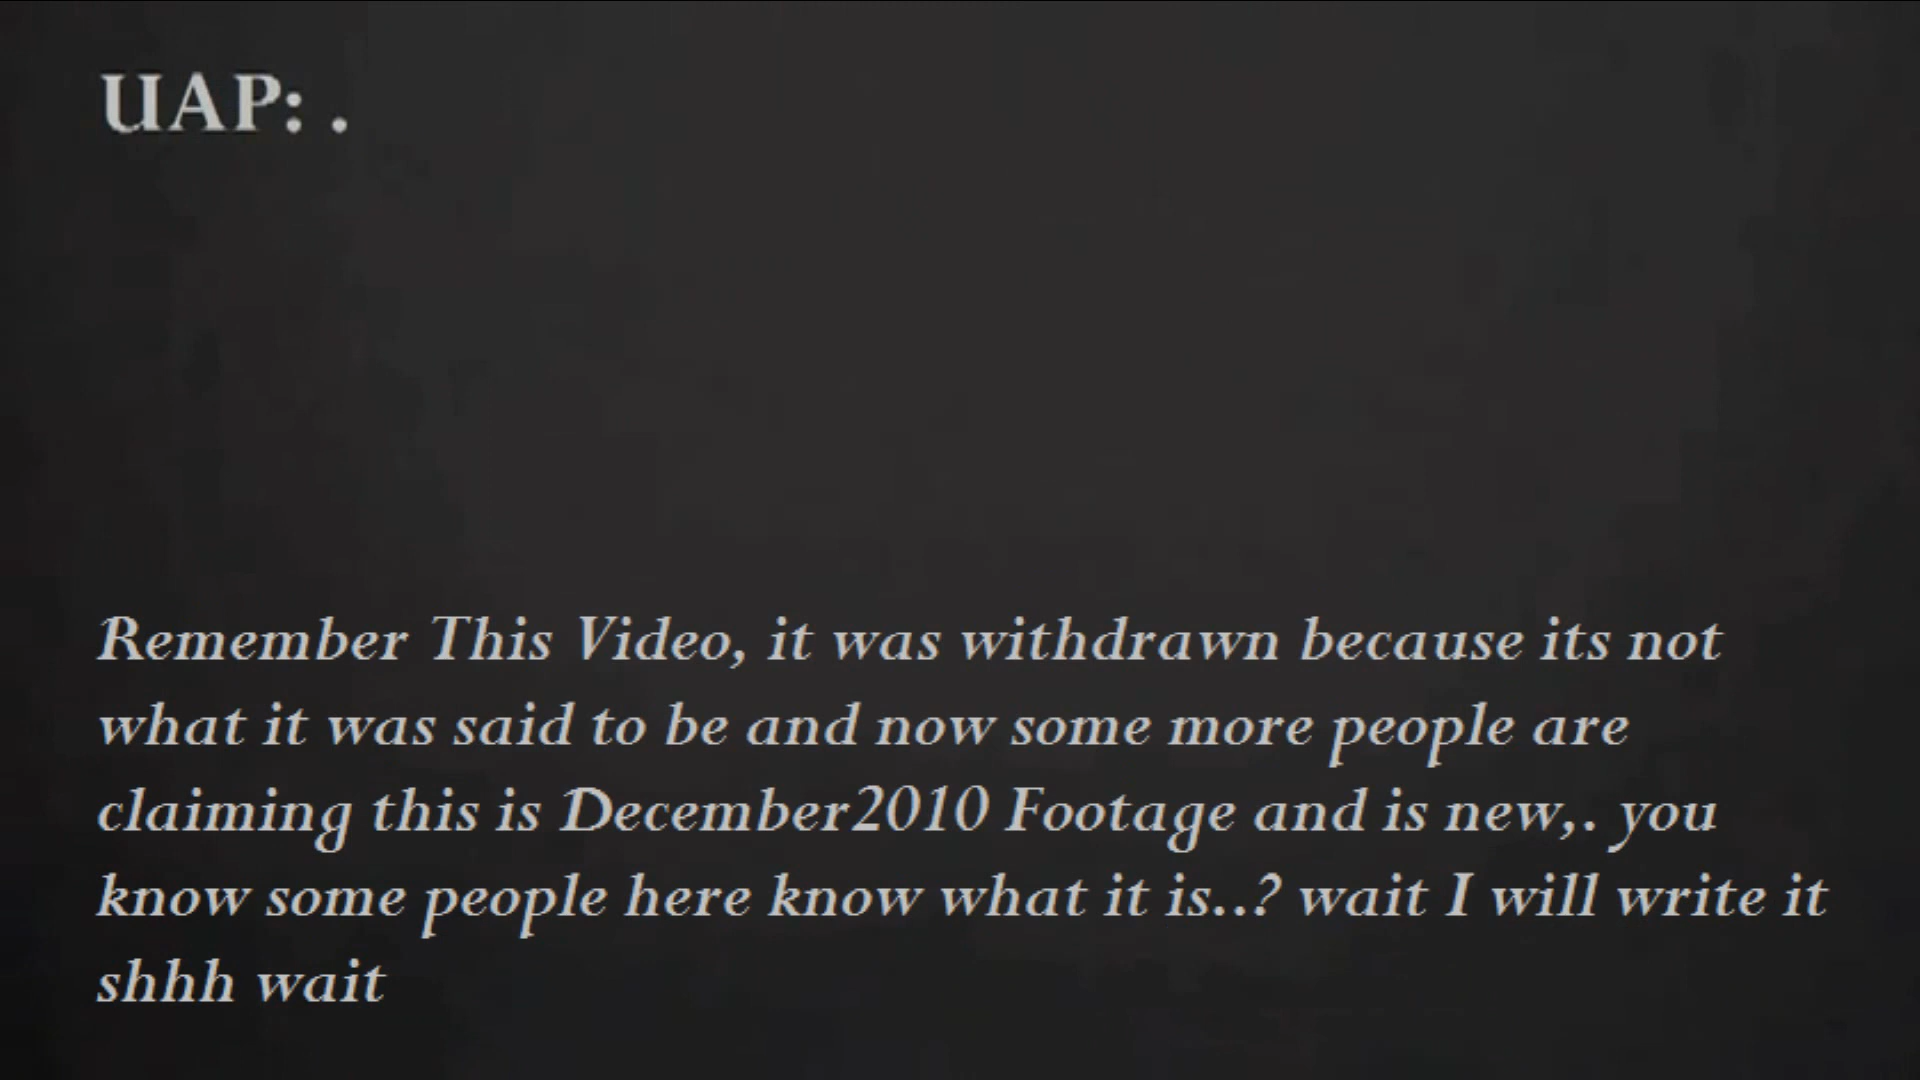 UAP: .
Remember This Video, it was withdrawn because its not
what it was said to be and now some more people are
claiming this is December2010 Footage and is new,. you
know some people here know what it is..? wait I will write it
shhh wait